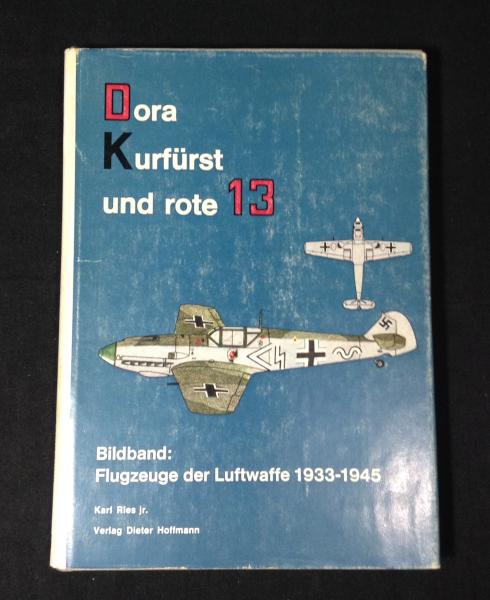 Dora
Kurfürst
und rote 13
Bildband:
Flugzeuge der Luftwaffe 1933-1945
Karl Ries jr.
Verlag Dieter Hoffmann